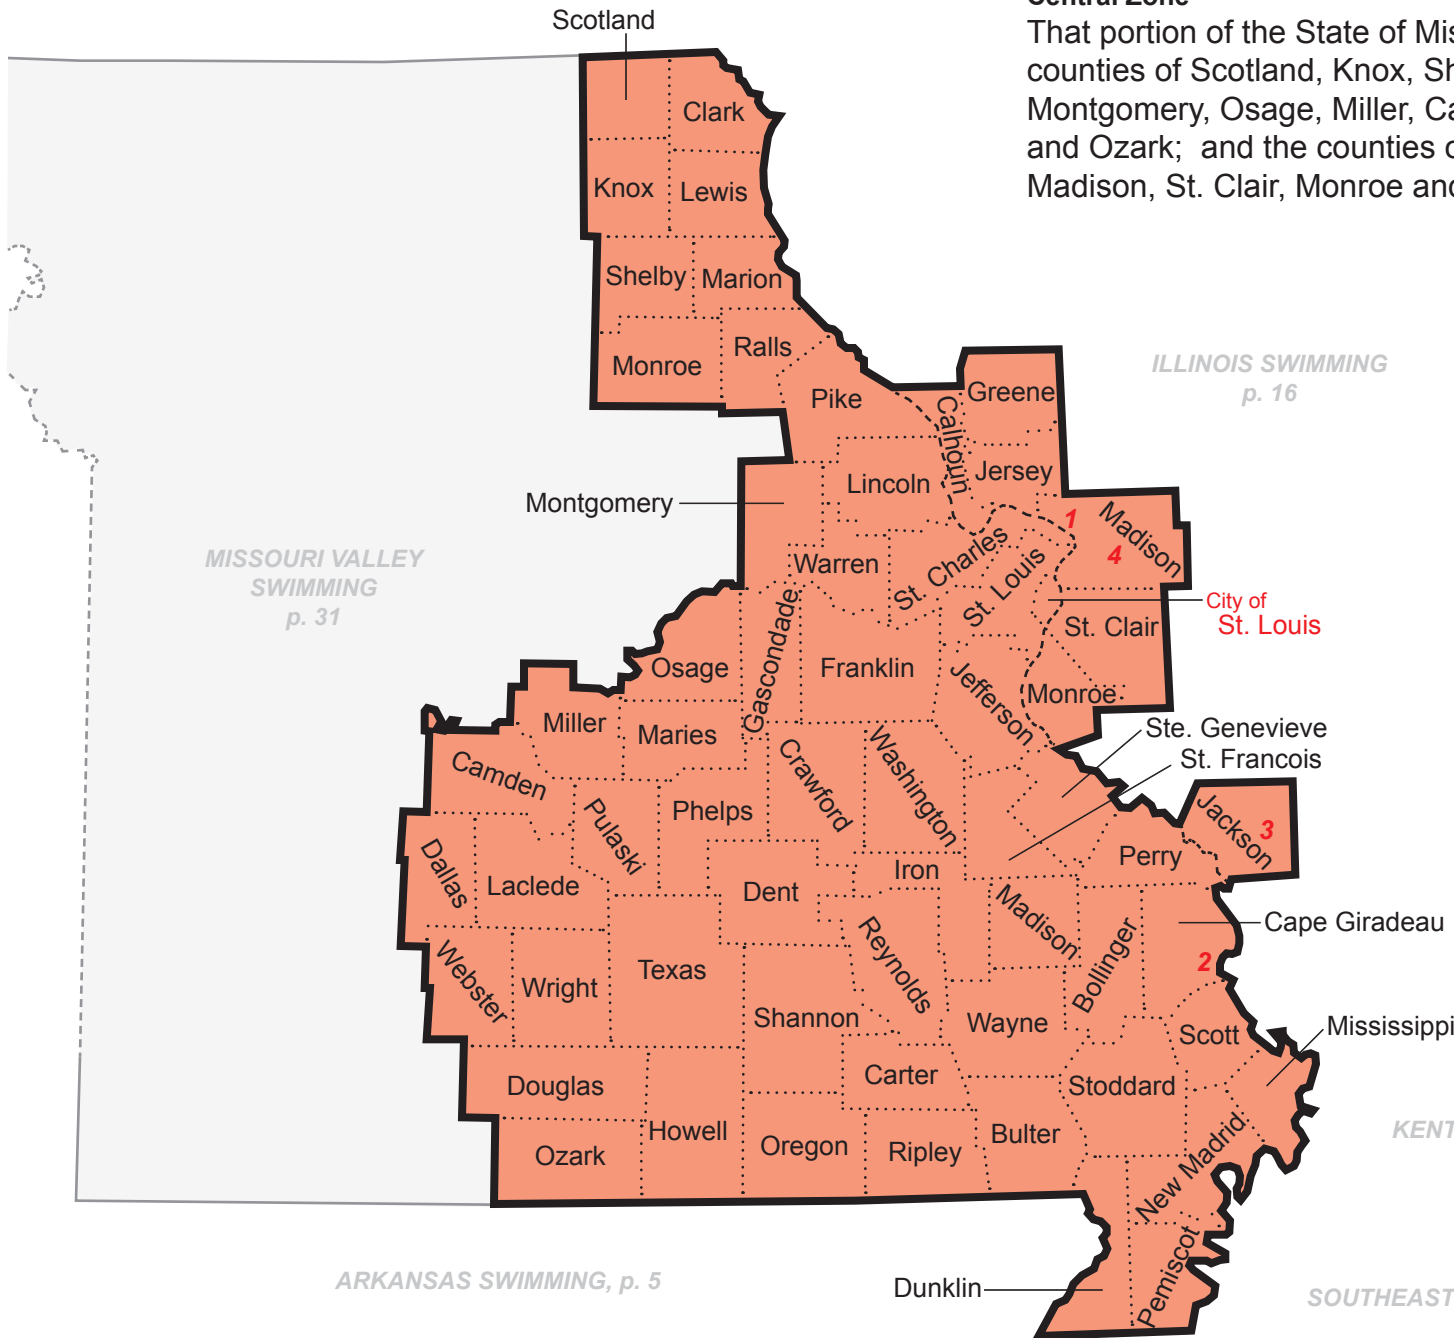 Central Zone
That portion of the State of Mis
counties of Scotland, Knox, Sh
Montgomery, Osage, Miller, Ca
and Ozark; and the counties o
Madison, St. Clair, Monroe and
Scotland
Clark
Knox
Lewis
Shelby
Marion
Monroe
Ralls
Pike
Calhoun
Greene
ILLINOIS SWIMMING
p. 16
Jersey
Lincoln
Montgomery
1
Madison
4
MISSOURI VALLEY
SWIMMING
p. 31
Warren
St. Charles
St. Louis
City of
St. Louis
St. Clair
Osage
Gascondade
Franklin
Jefferson
Monroe
Miller
Maries
Ste. Genevieve
St. Francois
Camden
Crawford
Washington
Pulaski
Phelps
Jackson
3
Dallas
Laclede
Dent
Iron
Perry
Madison
Cape Giradeau
Webster
Wright
Texas
Reynolds
Bollinger
2
Shannon
Wayne
Scott
Mississippi
Douglas
Carter
Stoddard
Howell
Ozark
Oregon
Ripley
Bulter
New Madrid
KENT
Pemiscot
Dunklin
ARKANSAS SWIMMING, p. 5
SOUTHEAST